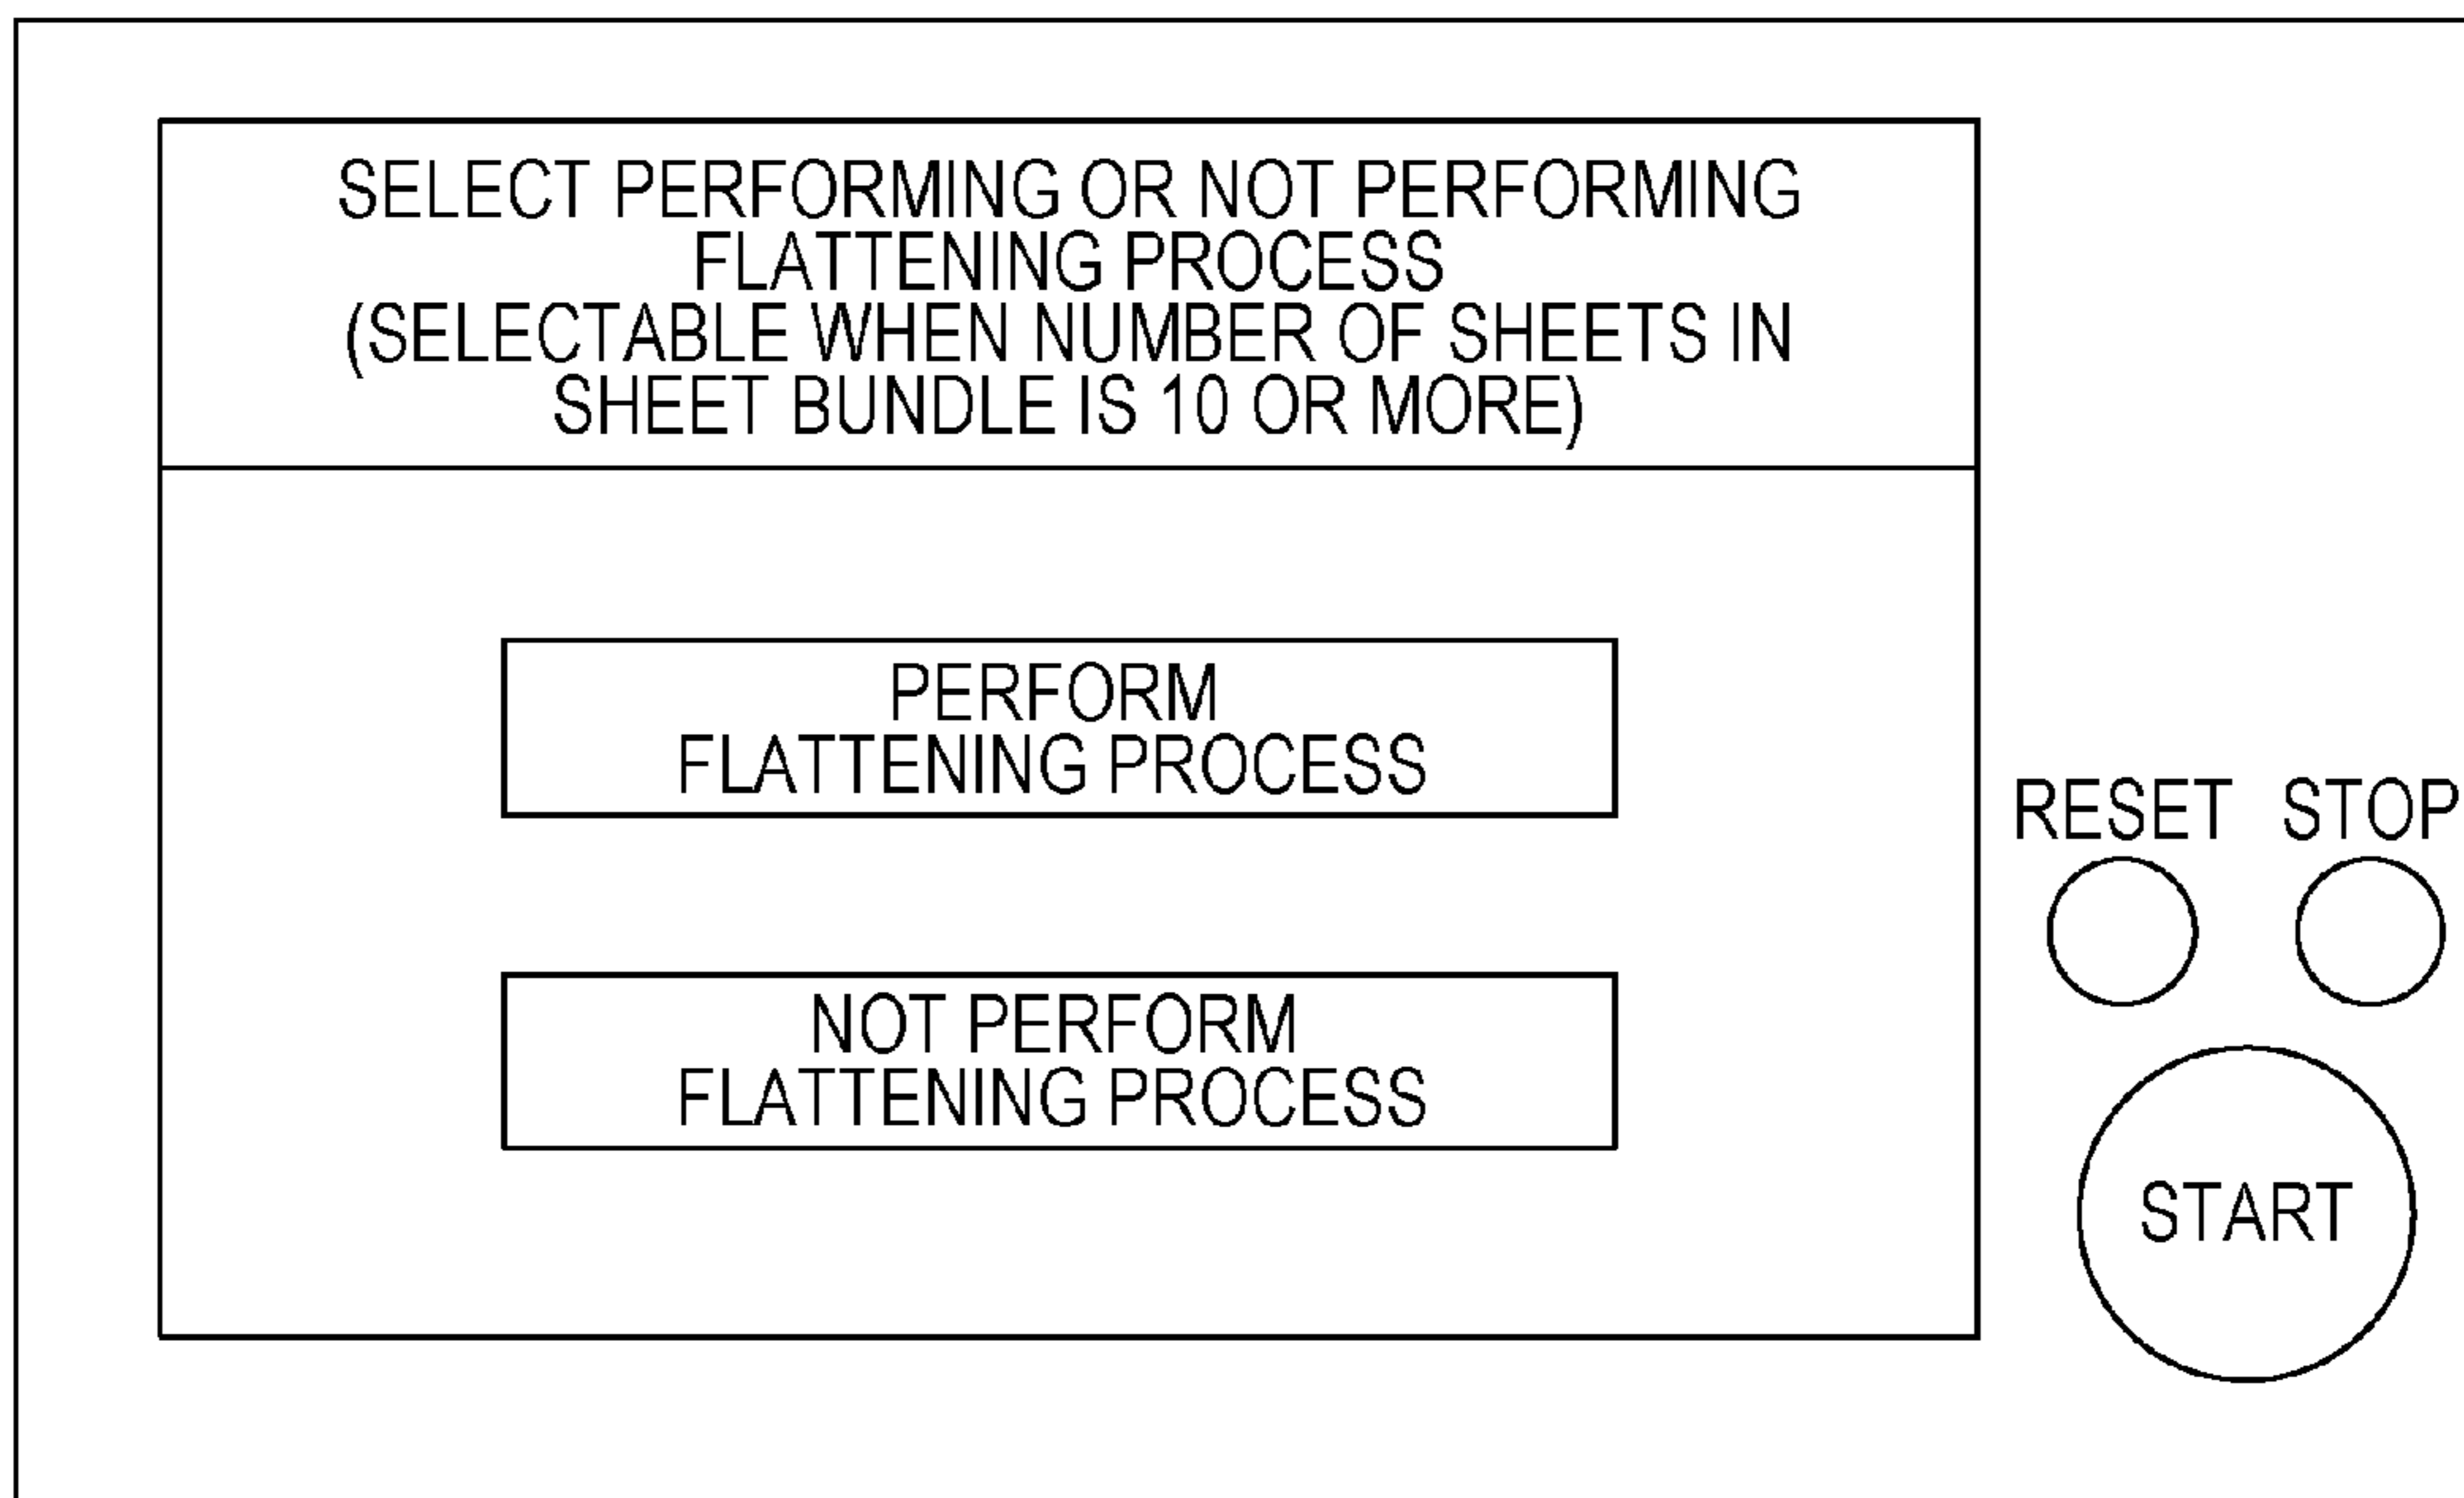 SELECT PERFORMING OR NOT PERFORMING
FLATTENING PROCESS
(SELECTABLE WHEN NUMBER OF SHEETS IN
SHEET BUNDLE IS 10 OR MORE)
PERFORM
FLATTENING PROCESS
NOT PERFORM
FLATTENING PROCESS
RESET STOP
START